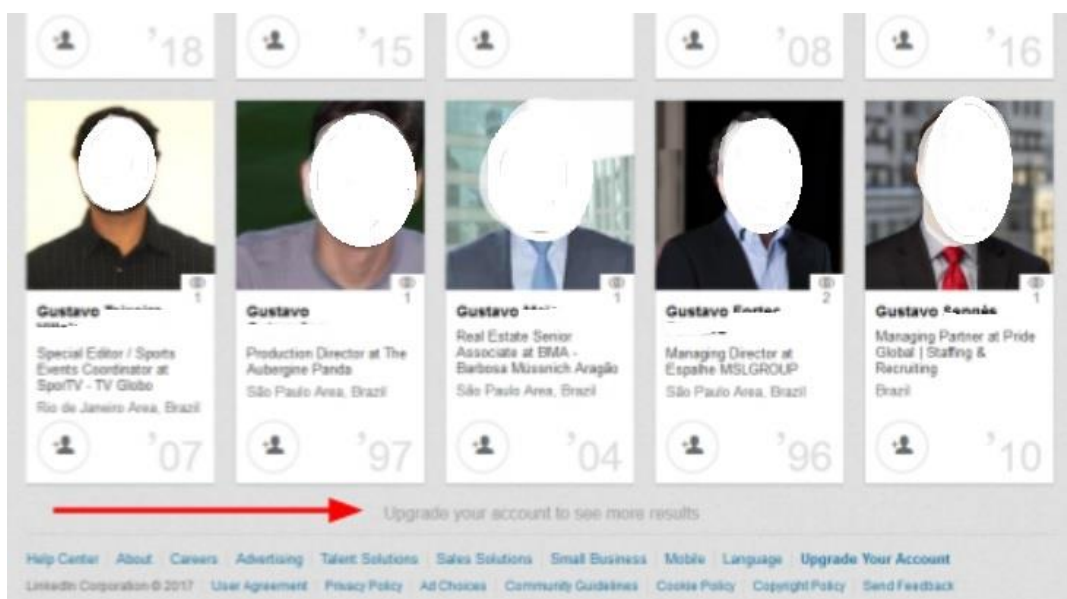 '18 '15 '08 '16
1 1 1 2 1
Gustavo
Special Editor / Sports
Events Coordinator at
SporTV - TV Globo
Rio de Janeiro Area, Brazil
'07
Gustavo
Production Director at The
Aubergine Panda
São Paulo Area, Brazil
'97
Gustavo
Real Estate Senior
Associate at BMA -
Barbosa Müssnich Aragão
São Paulo Area, Brazil
'04
Gustavo
Managing Director at
Espalhe MSLGROUP
São Paulo Area, Brazil
'96
Gustavo
Managing Partner at Pride
Global | Staffing &
Recruiting
Brazil
'10
Upgrade your account to see more results
Help Center About Careers Advertising Talent Solutions Sales Solutions Small Business Mobile Language Upgrade Your Account
LinkedIn Corporation © 2017 User Agreement Privacy Policy Ad Choices Community Guidelines Cookie Policy Copyright Policy Send Feedback